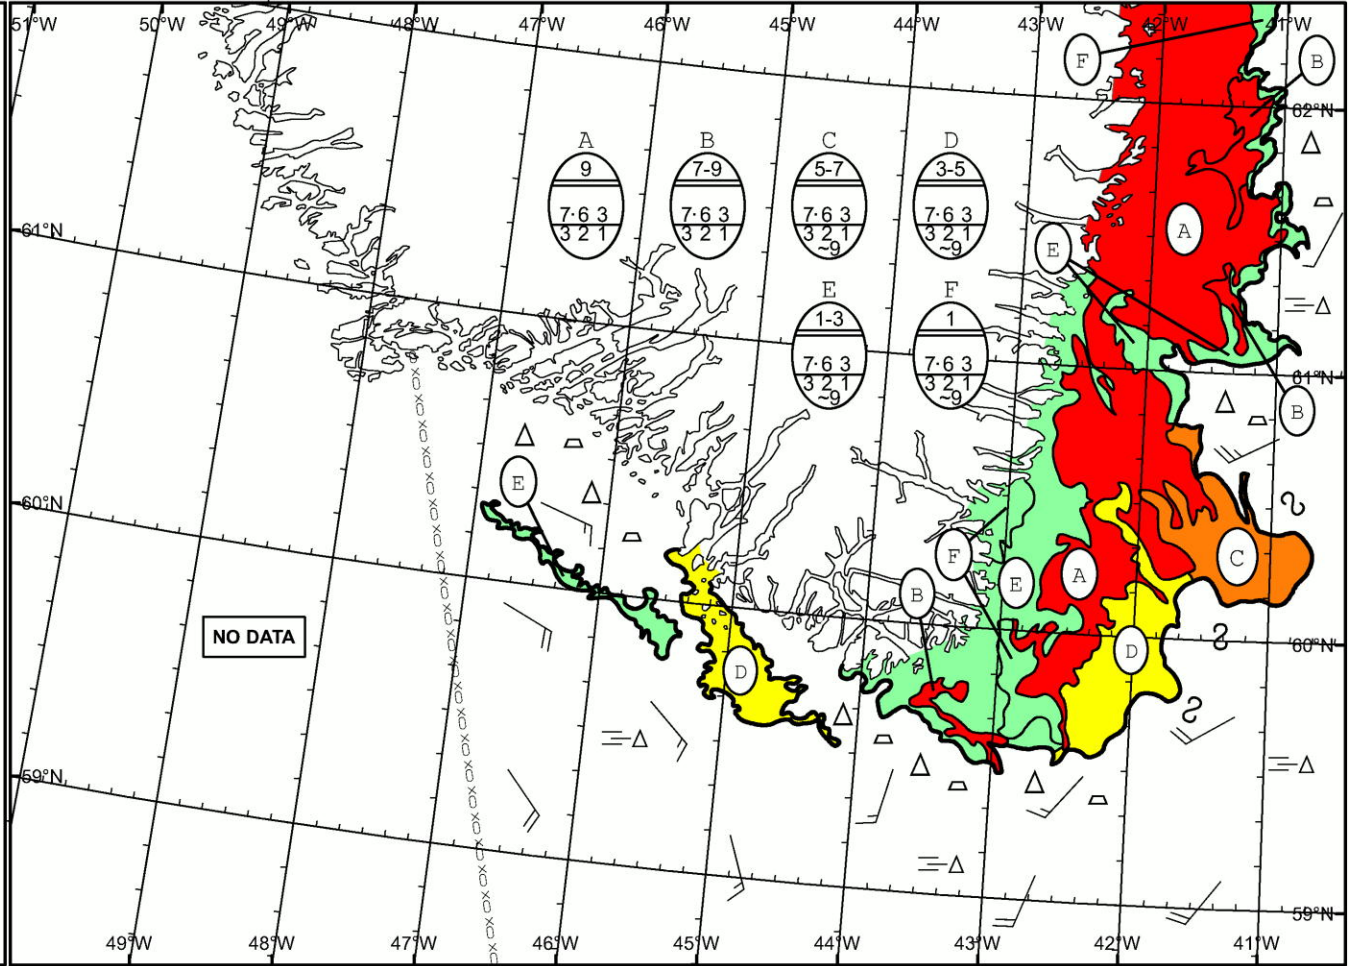 51°W 50°W 49°W 48°W 47°W 46°W 45°W 44°W 43°W 42°W 41°W
F
B
62°N
A B C D
9 7-9 5-7 3-5
7·6 3 7·6 3 7·6 3 7·6 3
3 2 1 3 2 1 3 2 1 3 2 1
~9 ~9
A
61°N
E
E F
1-3 1
7·6 3 7·6 3
3 2 1 3 2 1
~9 ~9
61°N
B
E
60°N
F
C
B
E
A
NO DATA
60°N
D
D
59°N
59°N
49°W 48°W 47°W 46°W 45°W 44°W 43°W 42°W 41°W